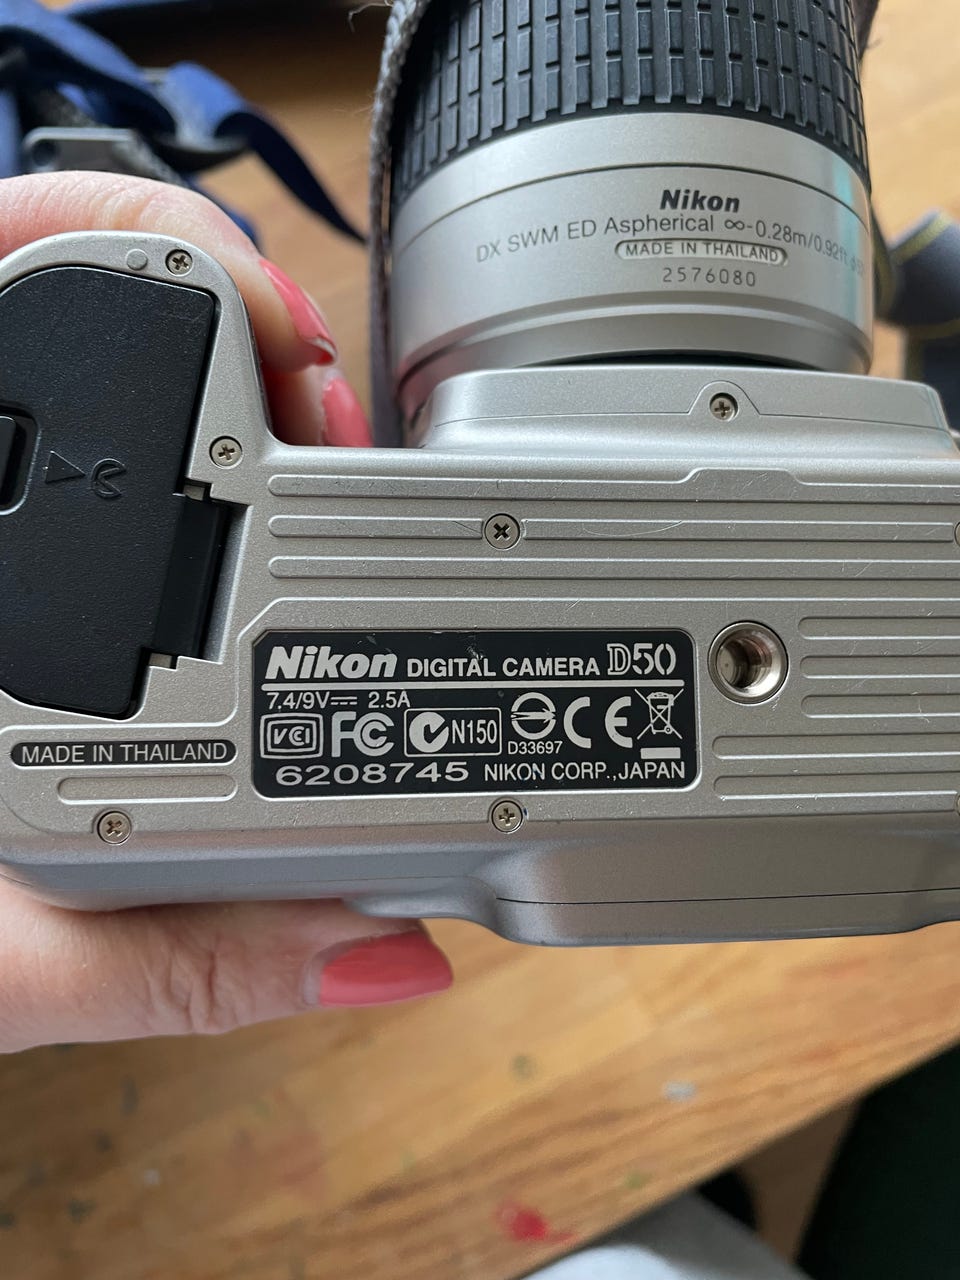 Nikon
DX SWM ED Aspherical ∞-0.28m/0.92ft
MADE IN THAILAND
2576080
Nikon DIGITAL CAMERA D50
7.4/9V⎓ 2.5A
VCI FC N150 D33697 CE
6208745 NIKON CORP., JAPAN
MADE IN THAILAND